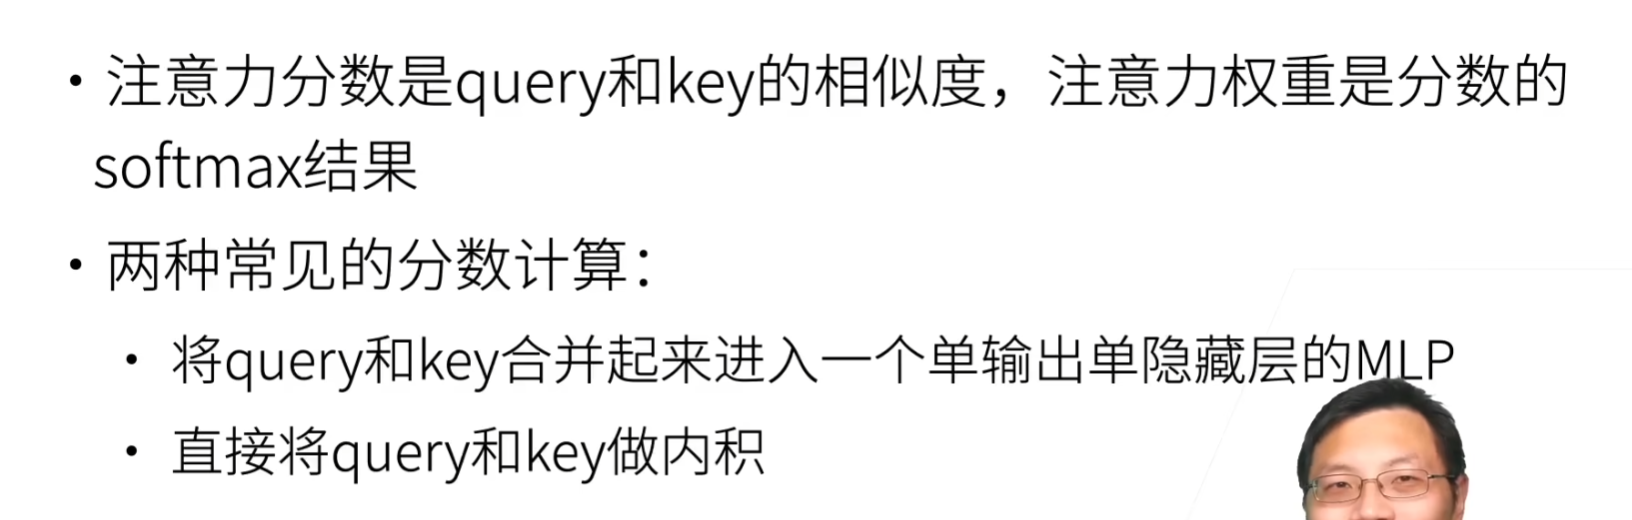 • 注意力分数是query和key的相似度，注意力权重是分数的
softmax结果
• 两种常见的分数计算：
• 将query和key合并起来进入一个单输出单隐藏层的MLP
• 直接将query和key做内积